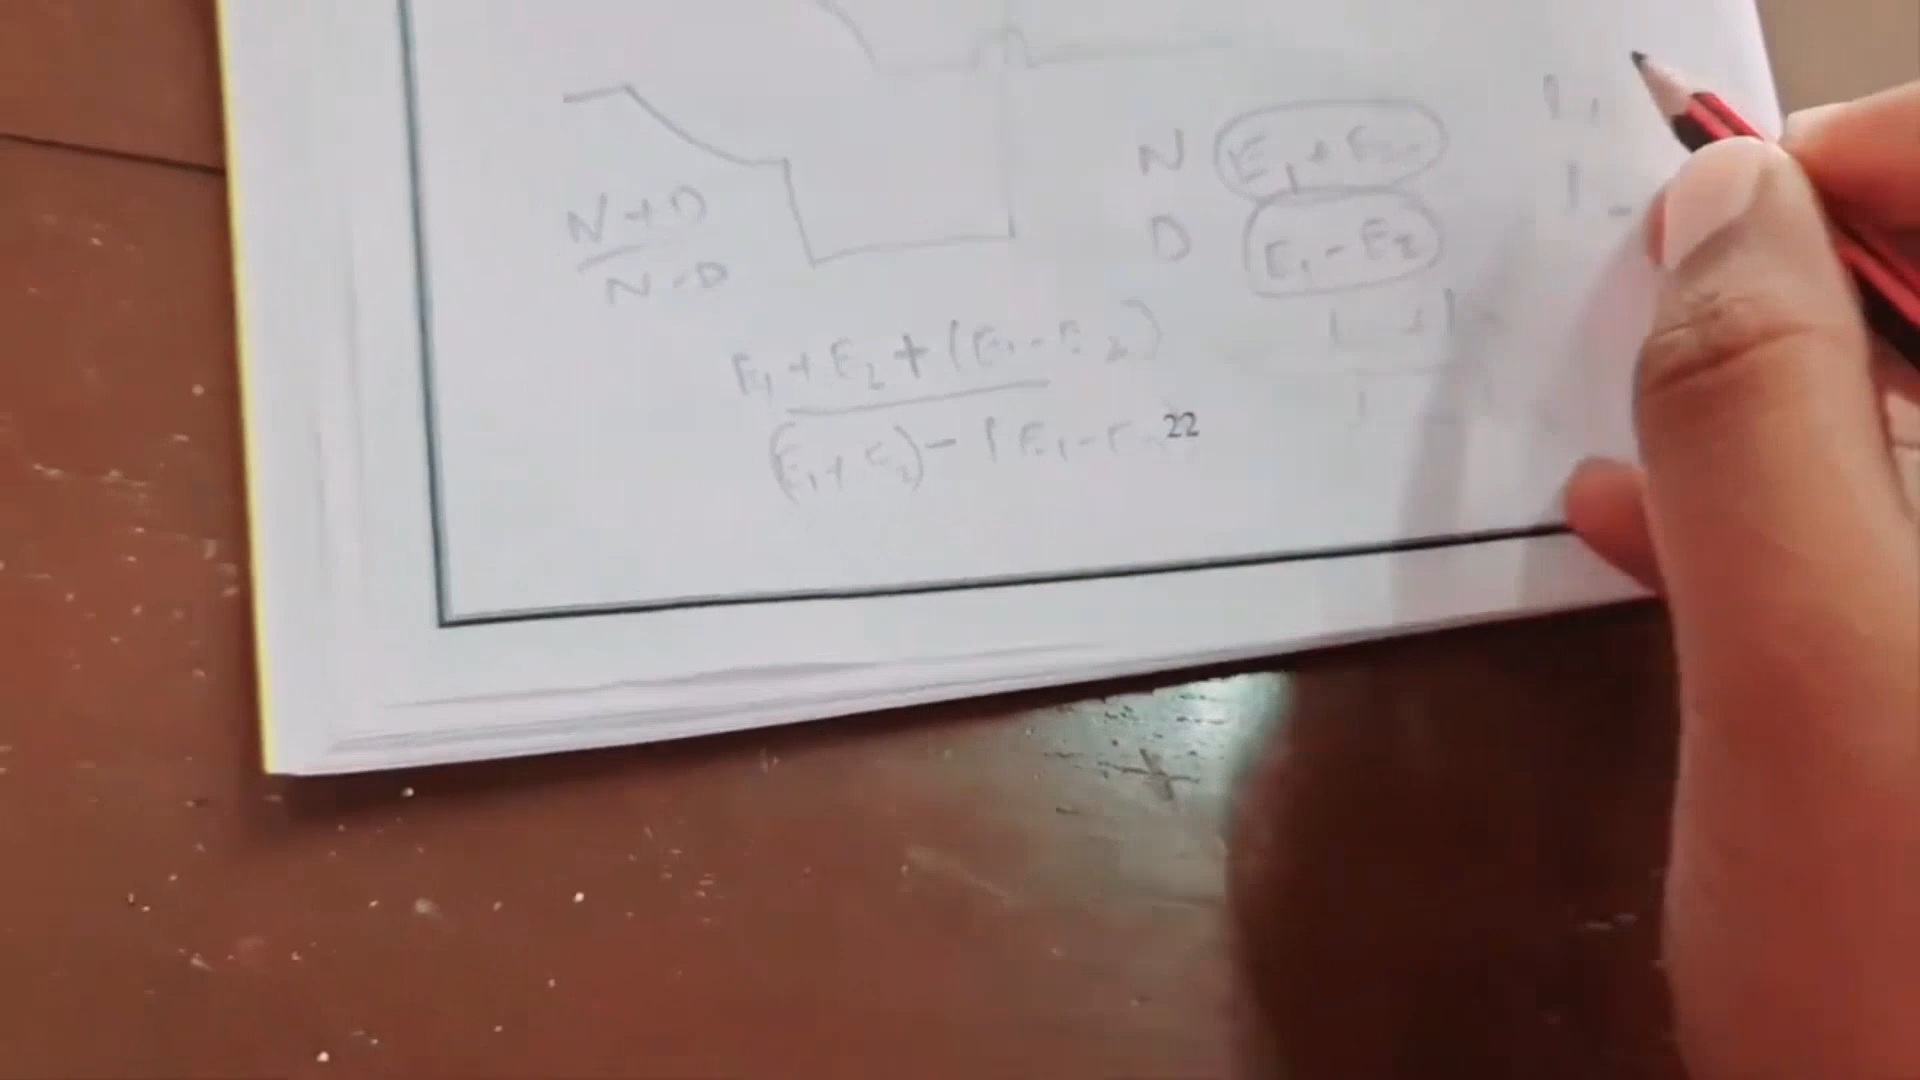 N E₁ + E₂
D E₁ - E₂
N + D
N - D
E₁ + E₂ + (E₁ - E₂)
(E₁ + E₂) - (E₁ -
22